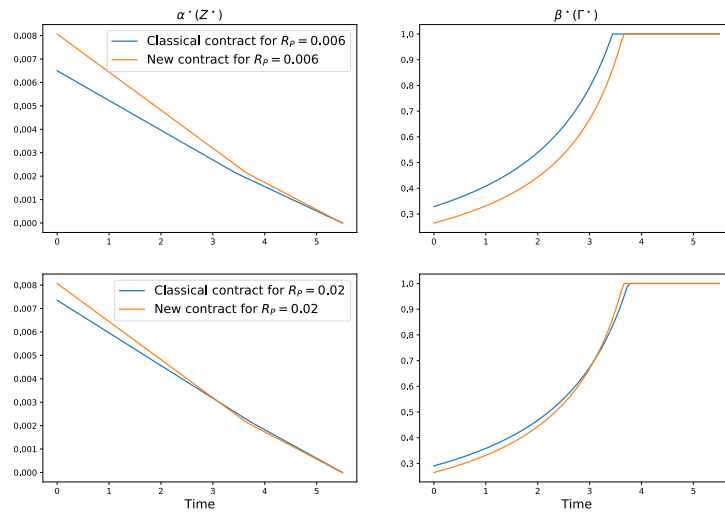 α*(Z*)
β*(Γ*)
0.008
0.007
0.006
0.005
0.004
0.003
0.002
0.001
0.000
0 1 2 3 4 5
Classical contract for R_P = 0.006
New contract for R_P = 0.006
1,0
0.9
0.8
0.7
0.6
0.5
0.4
0.3
0 1 2 3 4 5
0.008
0.007
0.006
0.005
0.004
0.003
0.002
0.001
0.000
0 1 2 3 4 5
Time
Classical contract for R_P = 0.02
New contract for R_P = 0.02
1,0
0.9
0.8
0.7
0.6
0.5
0.4
0.3
0 1 2 3 4 5
Time